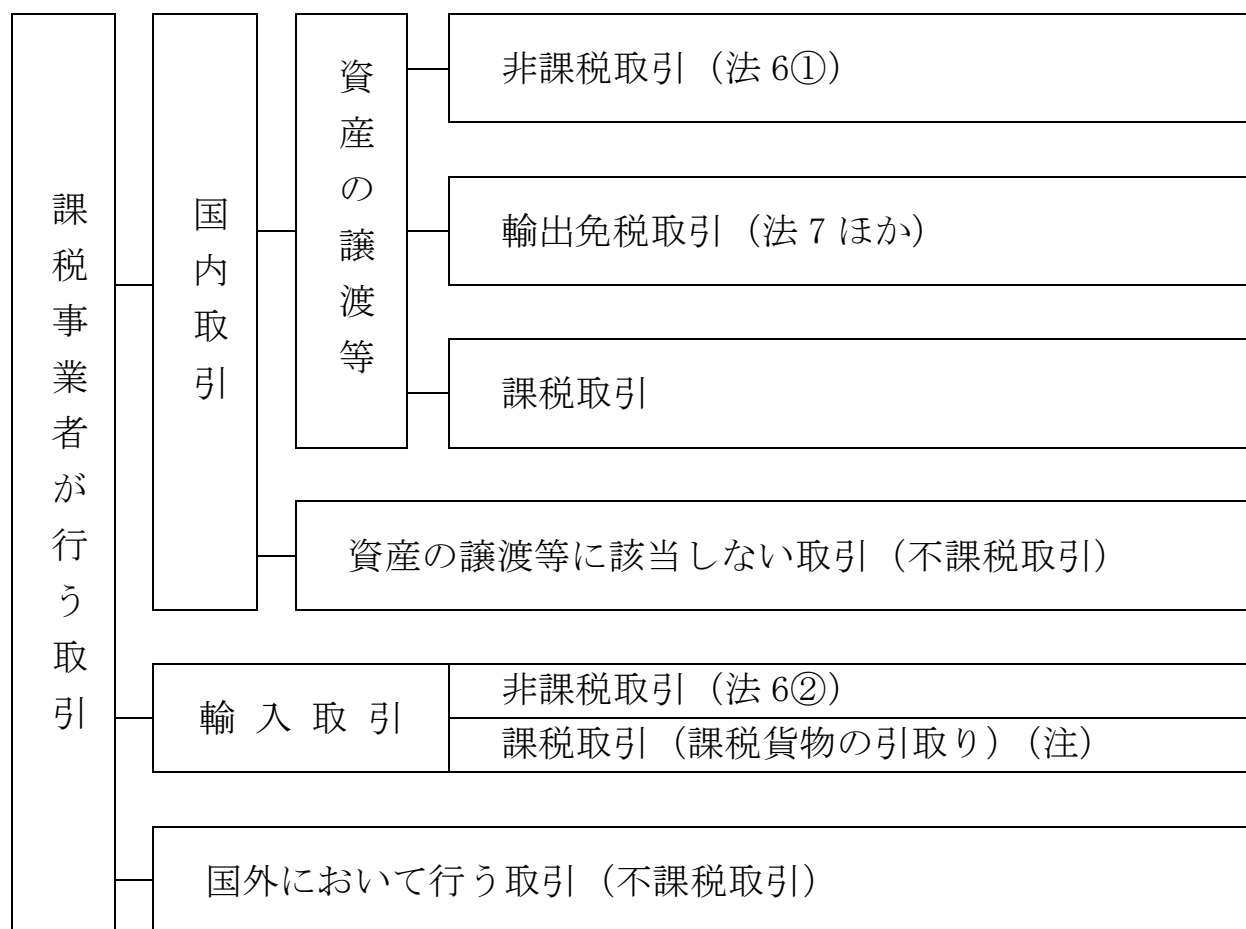 課税事業者が行う取引
国内取引
資産の譲渡等
非課税取引（法 6①）
輸出免税取引（法 7 ほか）
課税取引
資産の譲渡等に該当しない取引（不課税取引）
輸 入 取 引
非課税取引（法 6②）
課税取引（課税貨物の引取り）（注）
国外において行う取引（不課税取引）